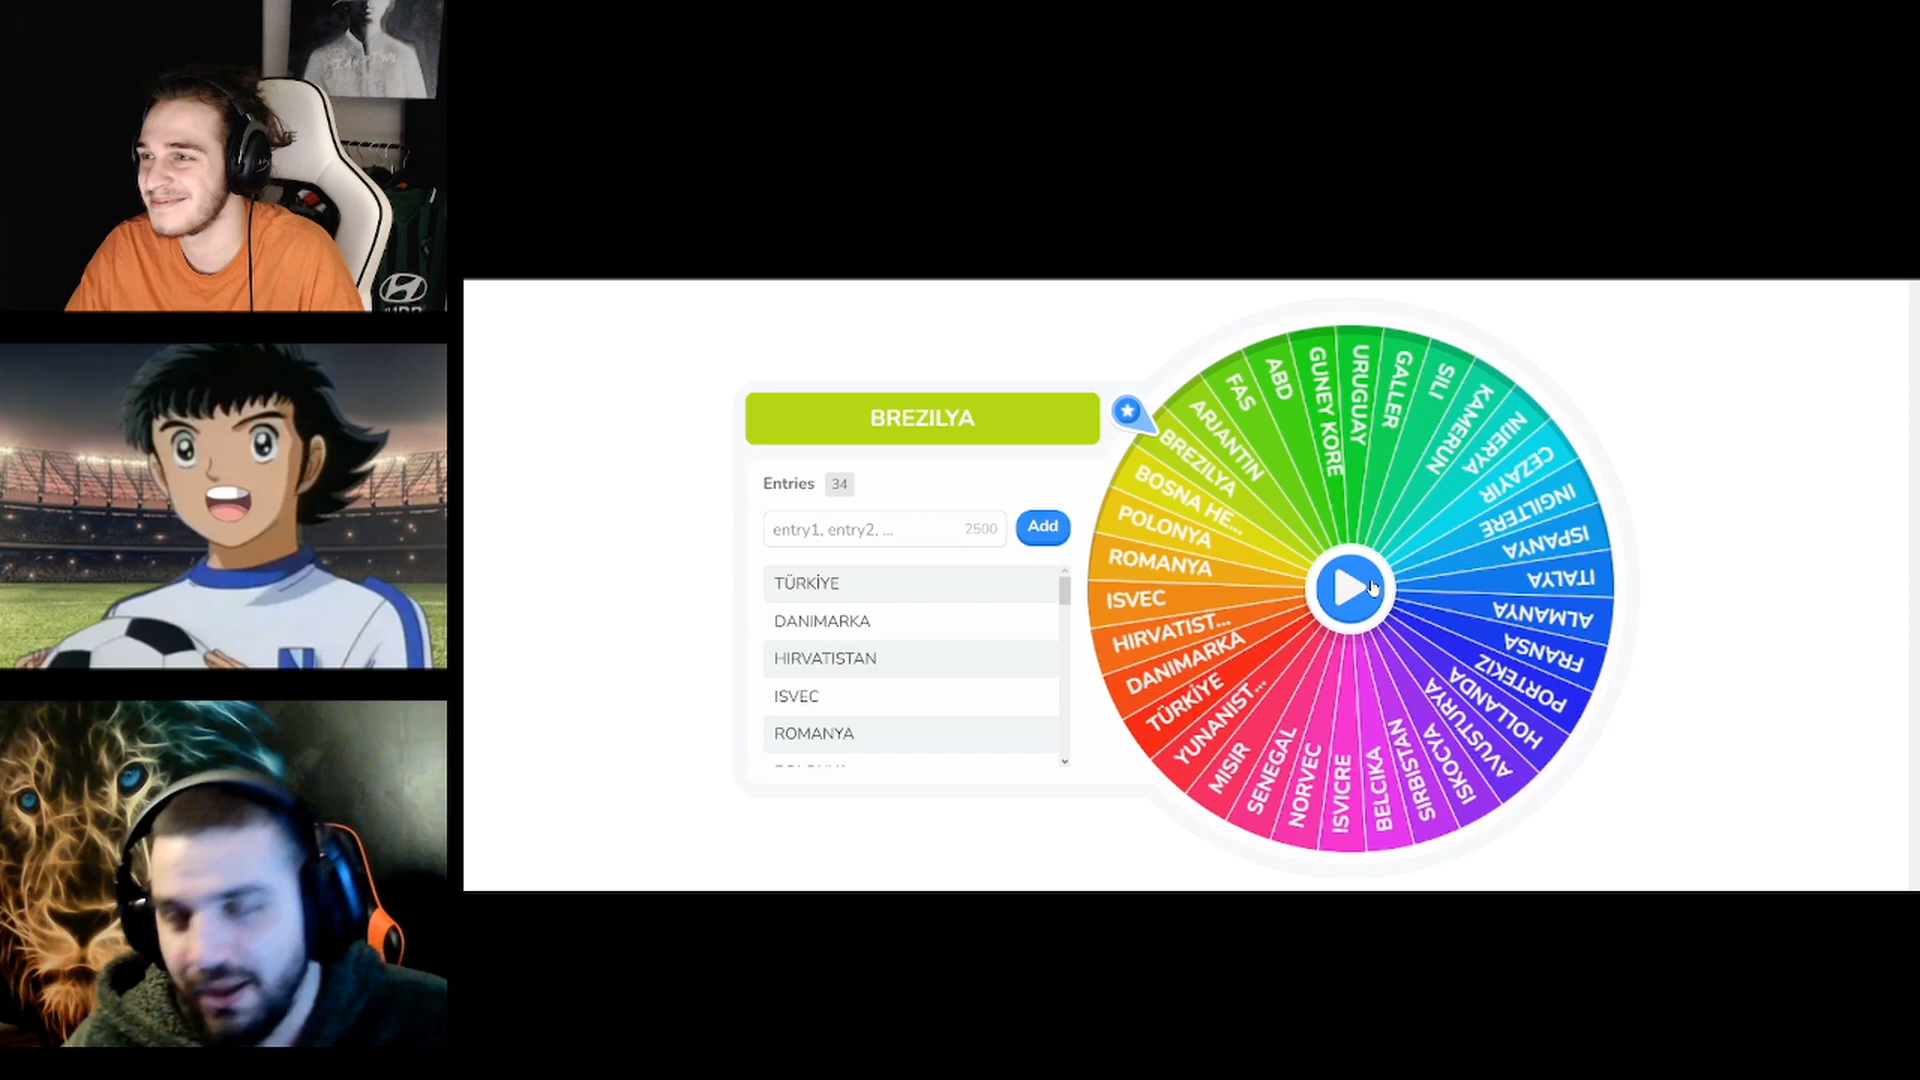 BREZILYA
Entries 34
entry1, entry2, ... 2500
Add
TÜRKİYE
DANIMARKA
HIRVATISTAN
ISVEC
ROMANYA
URUGUAY
GALLER
SILI
KAMERUN
NIJERYA
CEZAYIR
INGILTERE
ISPANYA
ITALYA
ALMANYA
FRANSA
PORTEKIZ
HOLLANDA
AVUSTURYA
ISKOCYA
SIRBISTAN
BELCIKA
ISVICRE
NORVEC
SENEGAL
MISIR
YUNANIST...
TÜRKİYE
DANIMARKA
HIRVATIST...
ISVEC
ROMANYA
POLONYA
BOSNA HE...
BREZILYA
ARJANTIN
FAS
ABD
GUNEY KORE